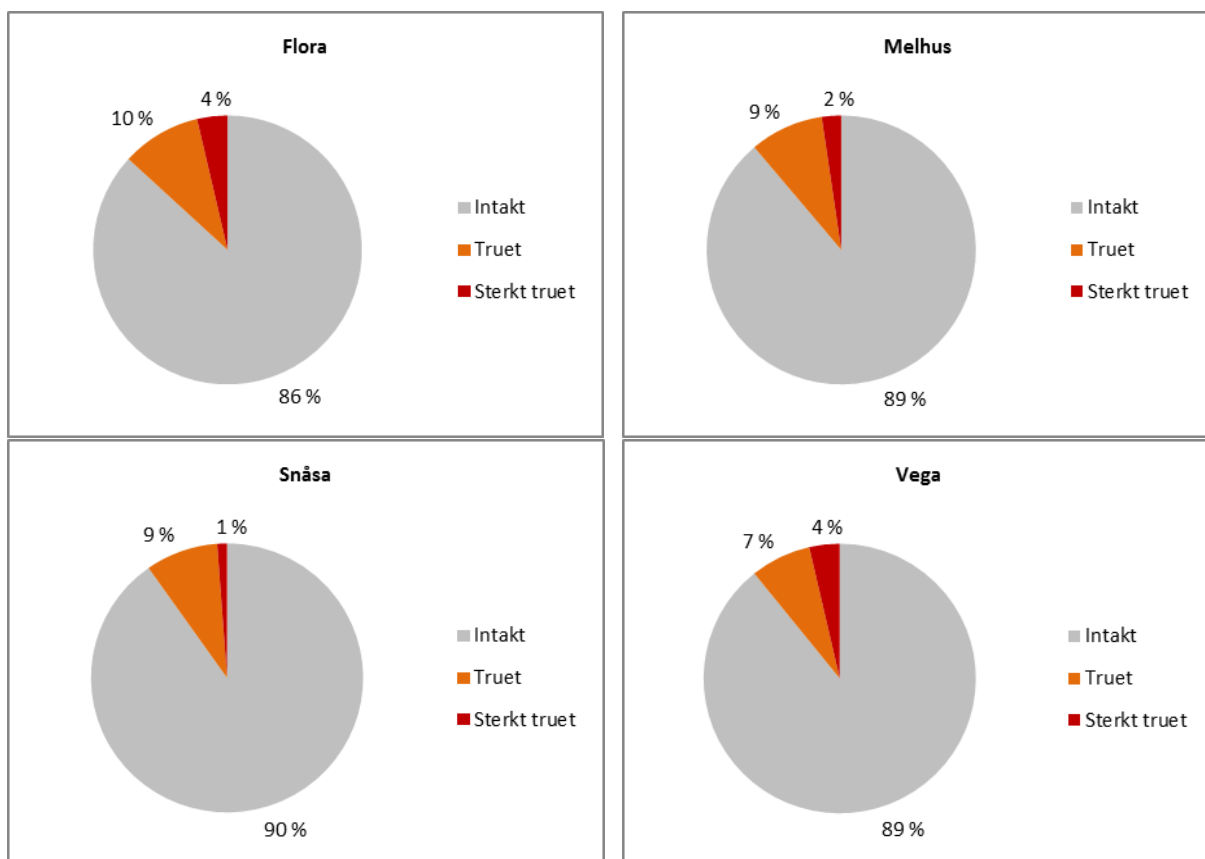 Flora
10 %
4 %
Intakt
Truet
Sterkt truet
86 %
Melhus
9 %
2 %
Intakt
Truet
Sterkt truet
89 %
Snåsa
9 %
1 %
Intakt
Truet
Sterkt truet
90 %
Vega
7 %
4 %
Intakt
Truet
Sterkt truet
89 %